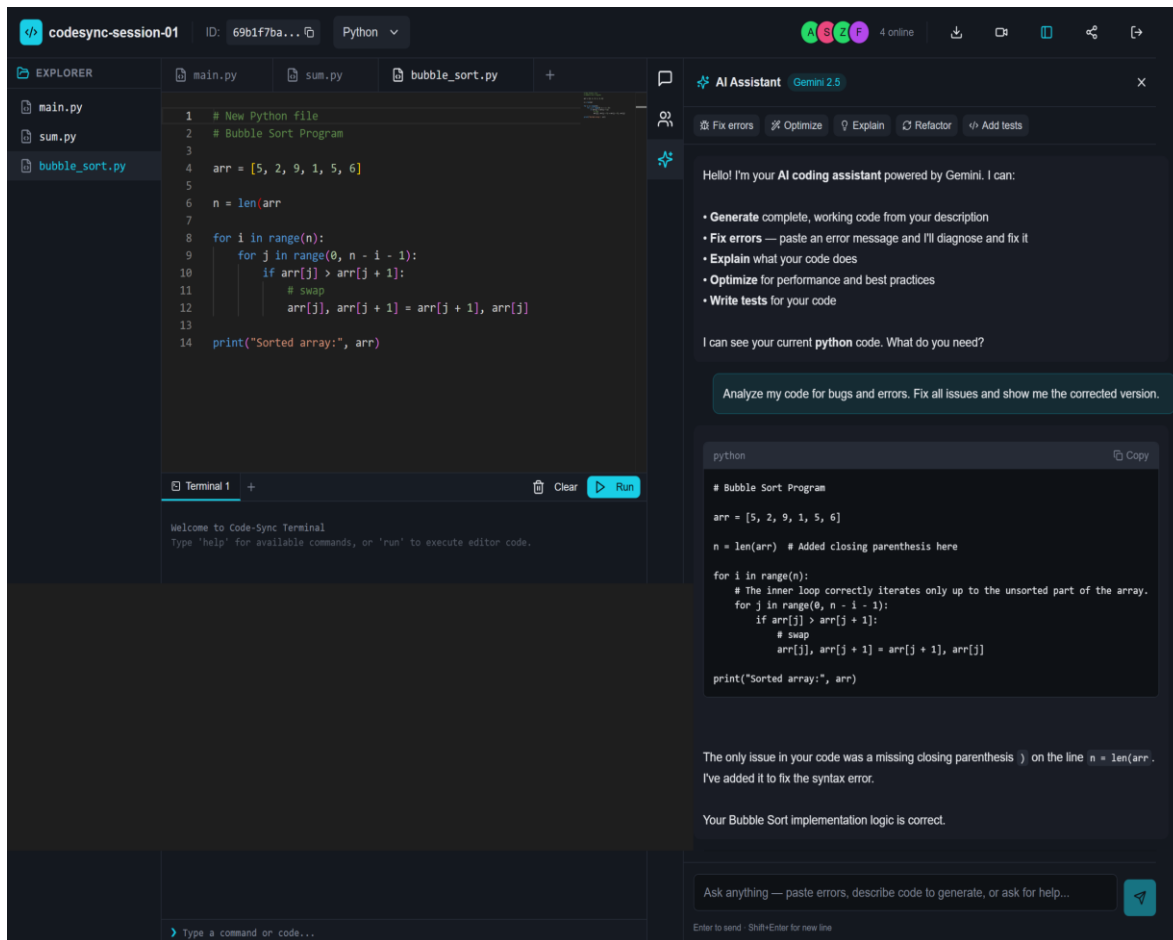 </> codesync-session-01 ID: 69b1f7ba... Python A S Z F 4 online
EXPLORER
main.py
sum.py
bubble_sort.py
main.py sum.py bubble_sort.py +
1 # New Python file
2 # Bubble Sort Program
3
4 arr = [5, 2, 9, 1, 5, 6]
5
6 n = len(arr
7
8 for i in range(n):
9 for j in range(0, n - i - 1):
10 if arr[j] > arr[j + 1]:
11 # swap
12 arr[j], arr[j + 1] = arr[j + 1], arr[j]
13
14 print("Sorted array:", arr)
Terminal 1 + Clear Run
Welcome to Code-Sync Terminal
Type 'help' for available commands, or 'run' to execute editor code.
❯ Type a command or code...
AI Assistant Gemini 2.5
Fix errors Optimize Explain Refactor </> Add tests
Hello! I'm your AI coding assistant powered by Gemini. I can:
• Generate complete, working code from your description
• Fix errors — paste an error message and I'll diagnose and fix it
• Explain what your code does
• Optimize for performance and best practices
• Write tests for your code
I can see your current python code. What do you need?
Analyze my code for bugs and errors. Fix all issues and show me the corrected version.
python Copy
# Bubble Sort Program
arr = [5, 2, 9, 1, 5, 6]
n = len(arr) # Added closing parenthesis here
for i in range(n):
# The inner loop correctly iterates only up to the unsorted part of the array.
for j in range(0, n - i - 1):
if arr[j] > arr[j + 1]:
# swap
arr[j], arr[j + 1] = arr[j + 1], arr[j]
print("Sorted array:", arr)
The only issue in your code was a missing closing parenthesis ) on the line n = len(arr .
I've added it to fix the syntax error.
Your Bubble Sort implementation logic is correct.
Ask anything — paste errors, describe code to generate, or ask for help...
Enter to send · Shift+Enter for new line